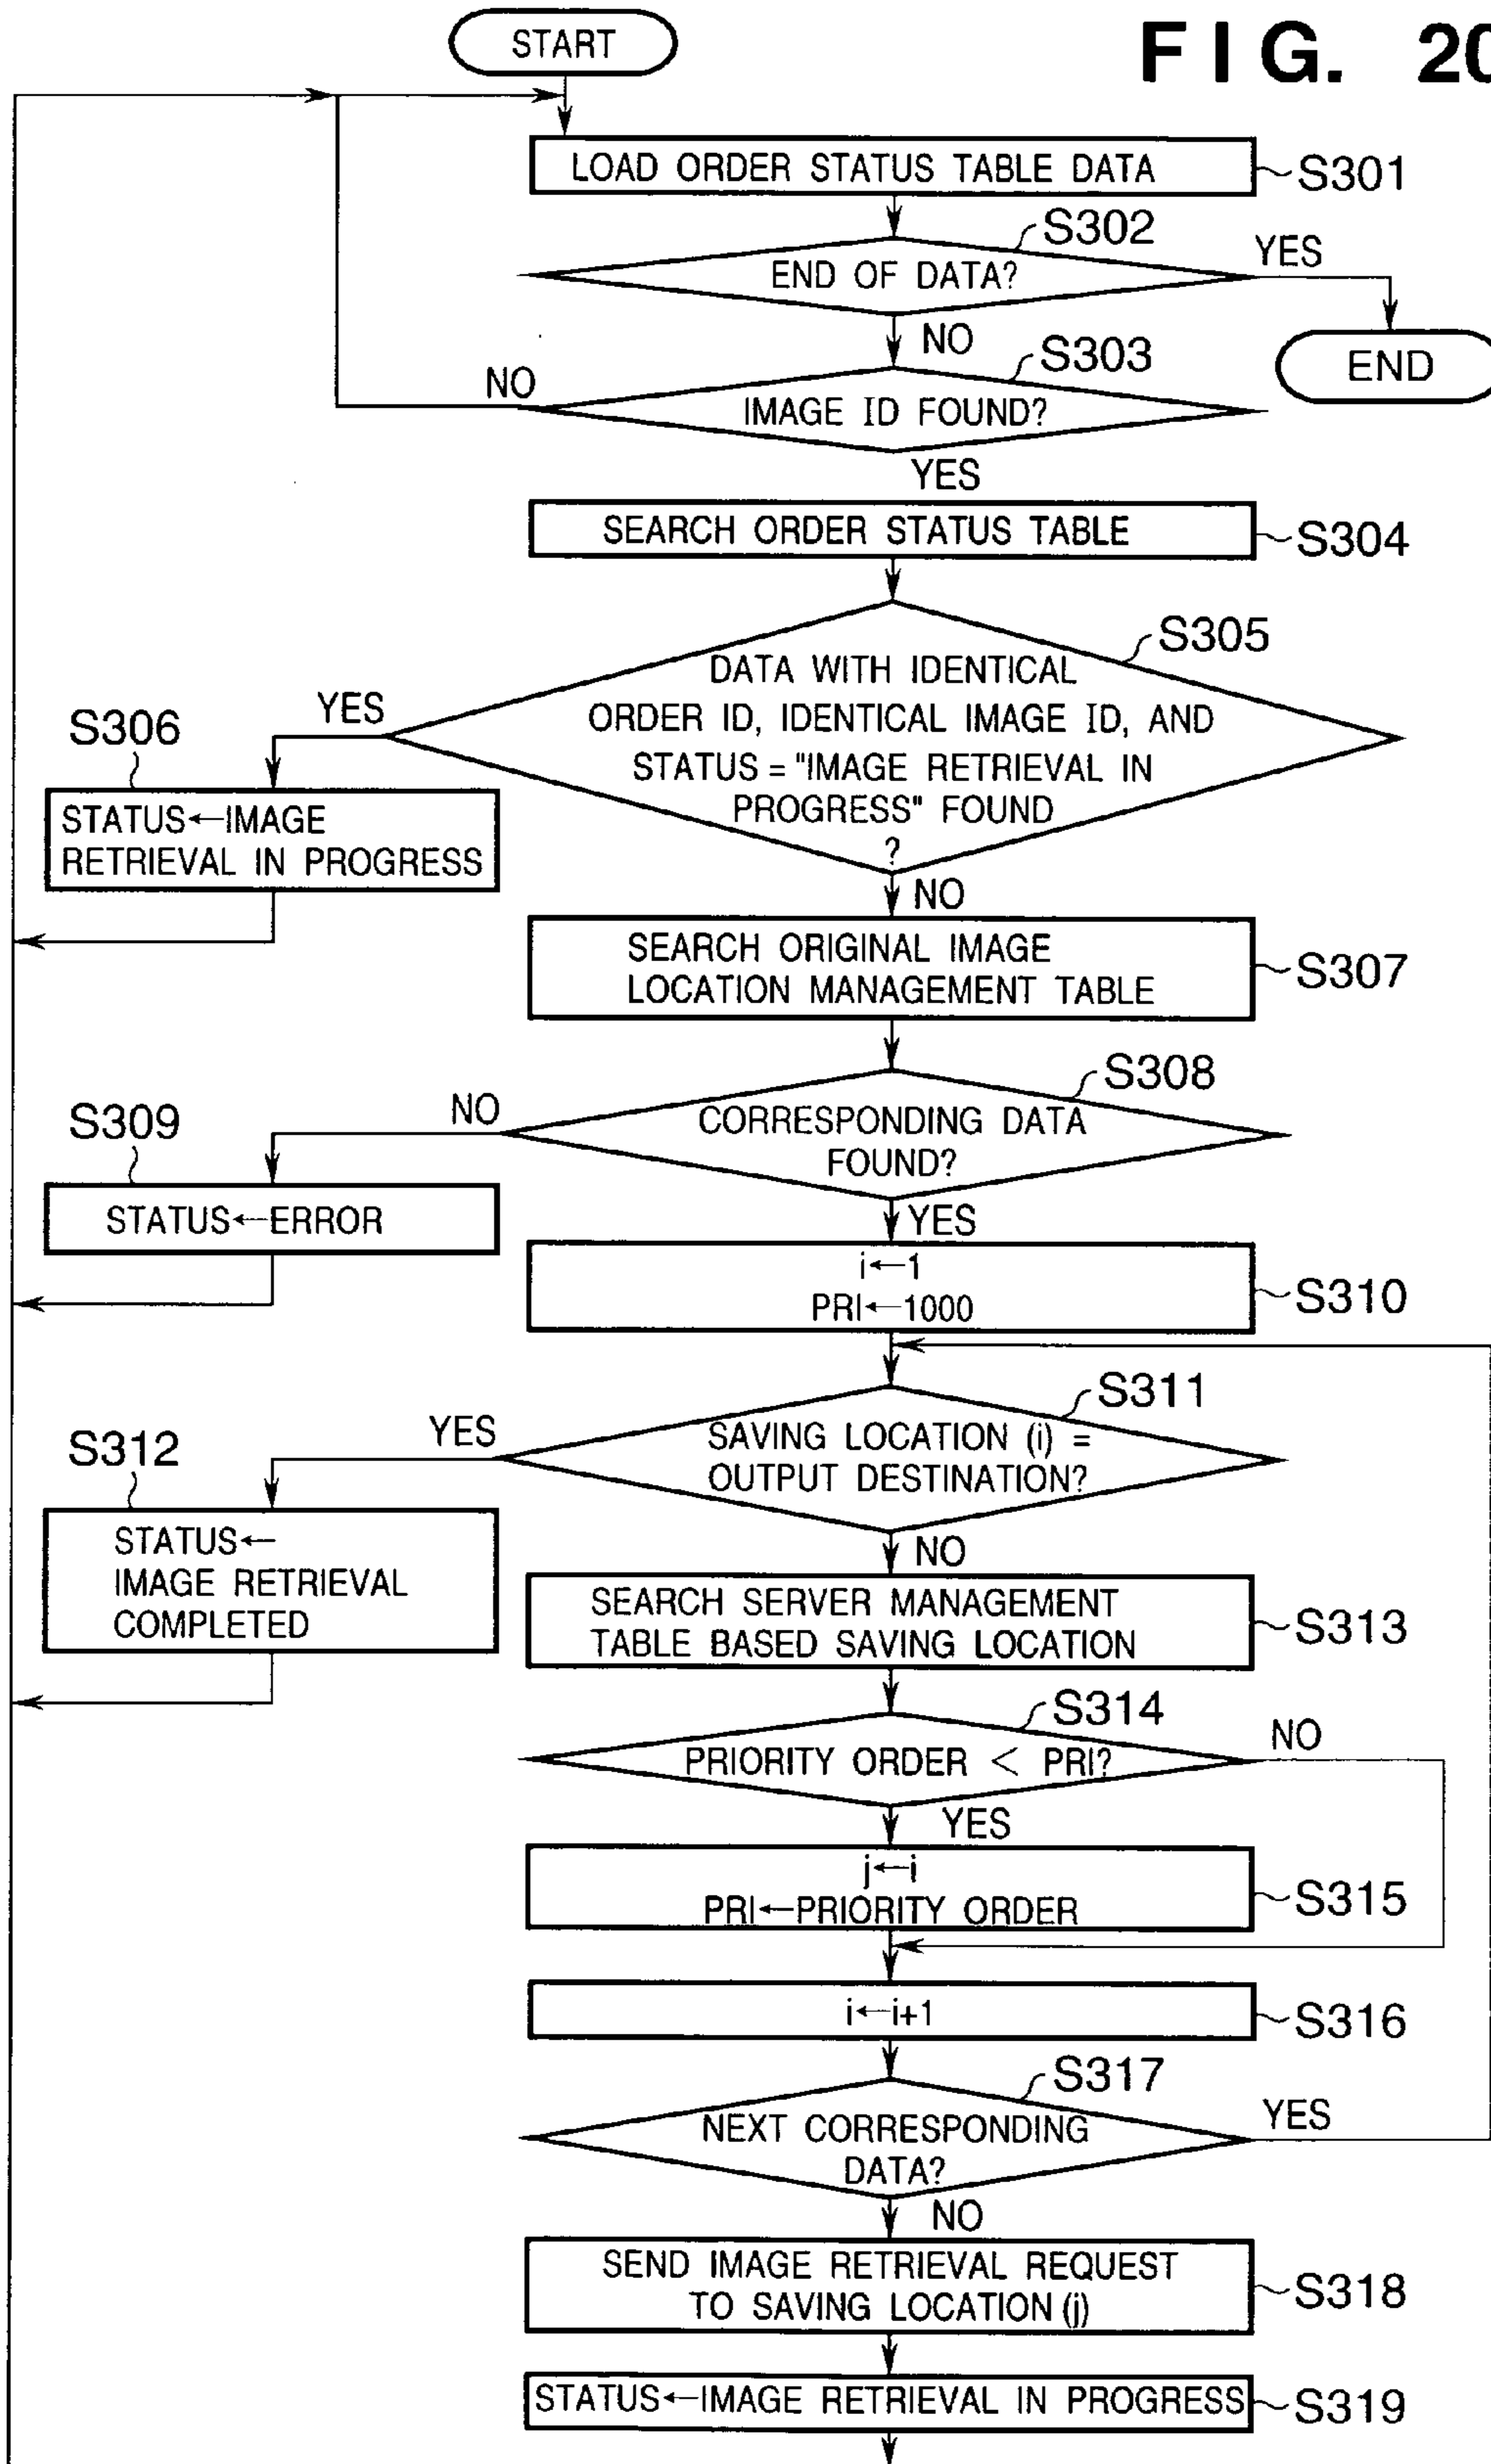 FIG. 20
START
LOAD ORDER STATUS TABLE DATA
S301
S302
END OF DATA?
YES
END
NO
S303
NO
IMAGE ID FOUND?
YES
SEARCH ORDER STATUS TABLE
S304
S305
DATA WITH IDENTICAL
ORDER ID, IDENTICAL IMAGE ID, AND
STATUS = "IMAGE RETRIEVAL IN
PROGRESS" FOUND
?
YES
S306
STATUS←IMAGE
RETRIEVAL IN PROGRESS
NO
SEARCH ORIGINAL IMAGE
LOCATION MANAGEMENT TABLE
S307
S308
CORRESPONDING DATA
FOUND?
NO
S309
STATUS←ERROR
YES
i←1
PRI←1000
S310
S311
SAVING LOCATION (i) =
OUTPUT DESTINATION?
YES
S312
STATUS←
IMAGE RETRIEVAL
COMPLETED
NO
SEARCH SERVER MANAGEMENT
TABLE BASED SAVING LOCATION
S313
S314
PRIORITY ORDER < PRI?
NO
YES
j←i
PRI←PRIORITY ORDER
S315
i←i+1
S316
S317
NEXT CORRESPONDING
DATA?
YES
NO
SEND IMAGE RETRIEVAL REQUEST
TO SAVING LOCATION (j)
S318
STATUS←IMAGE RETRIEVAL IN PROGRESS
S319